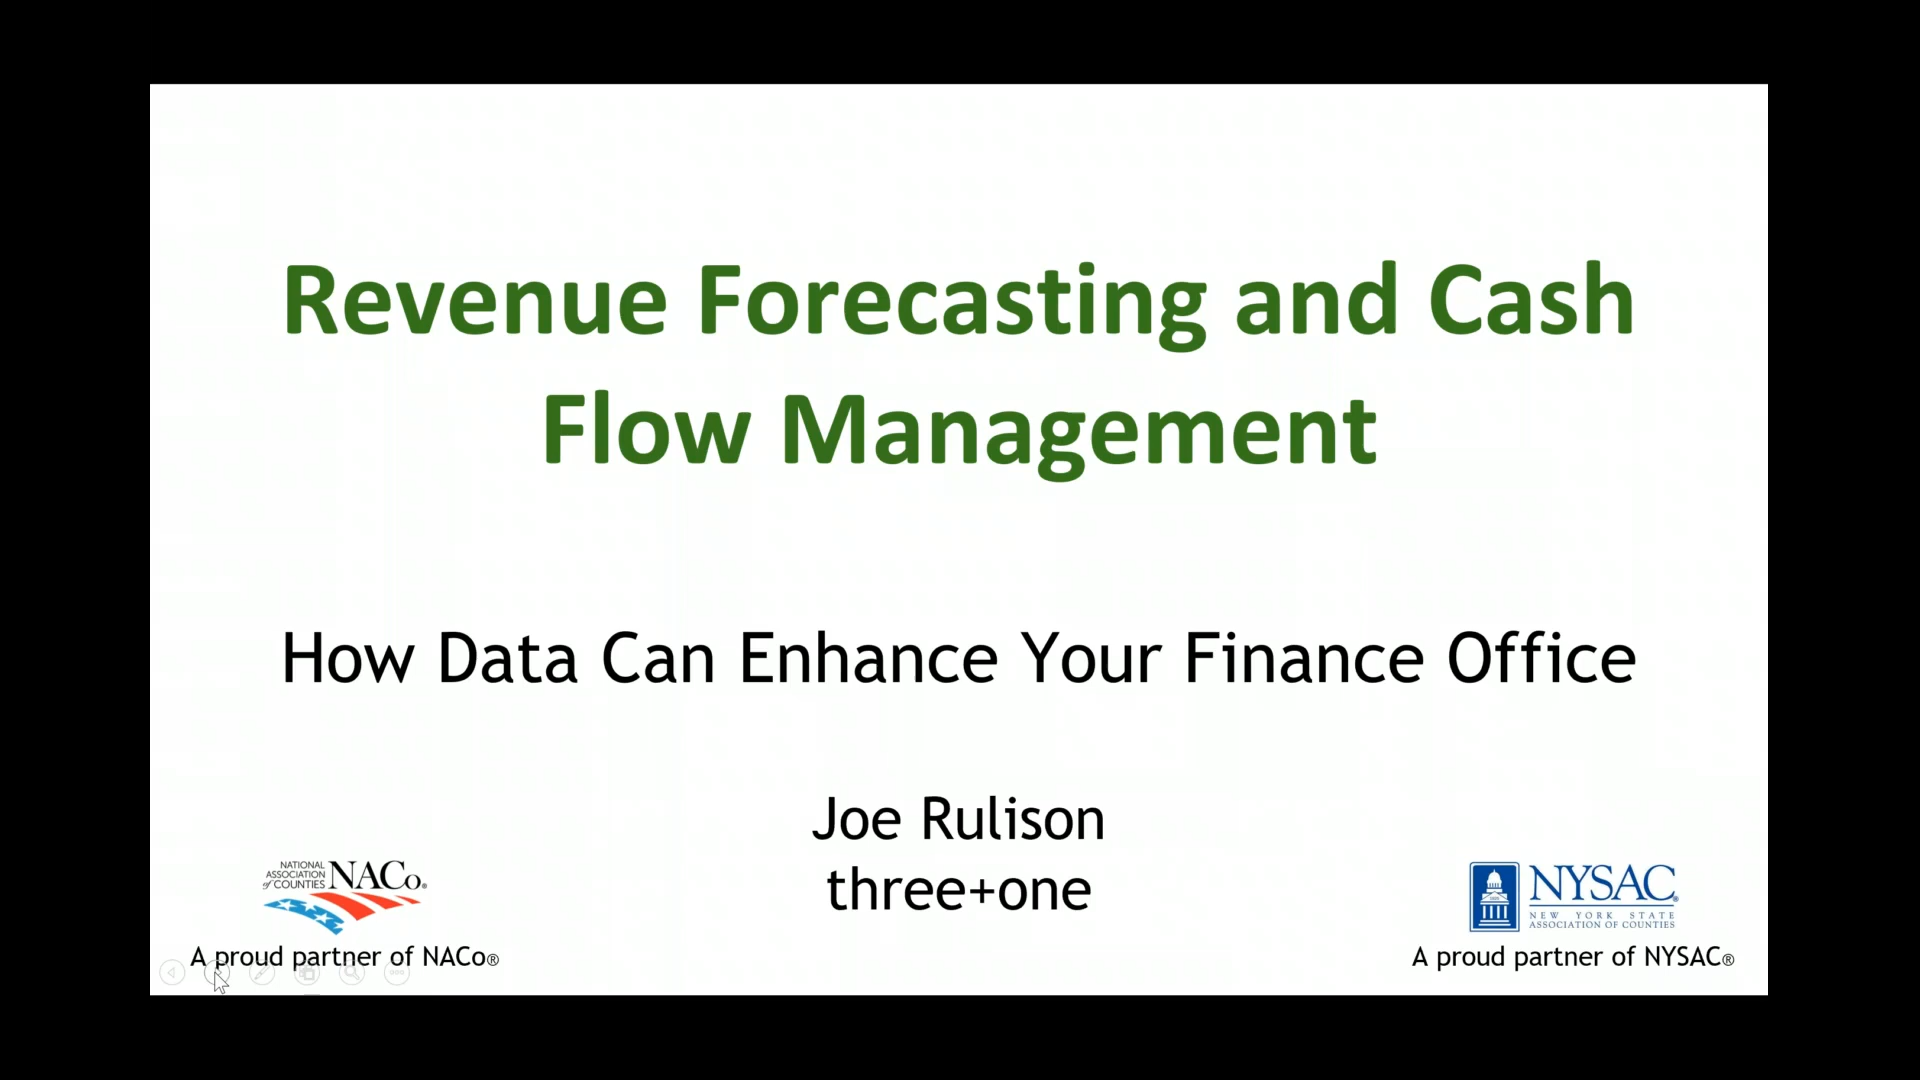 Revenue Forecasting and Cash
Flow Management
How Data Can Enhance Your Finance Office
Joe Rulison
three+one
NATIONAL
ASSOCIATION
of COUNTIES NACo®
A proud partner of NACo®
NYSAC®
NEW YORK STATE
ASSOCIATION OF COUNTIES
A proud partner of NYSAC®